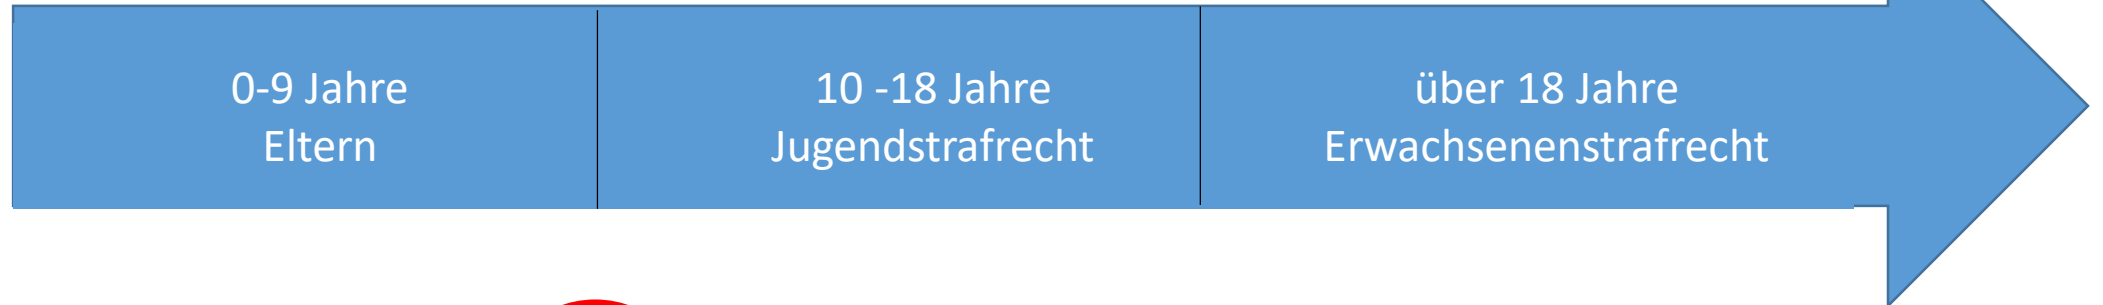 0-9 Jahre
Eltern
10 -18 Jahre
Jugendstrafrecht
über 18 Jahre
Erwachsenenstrafrecht